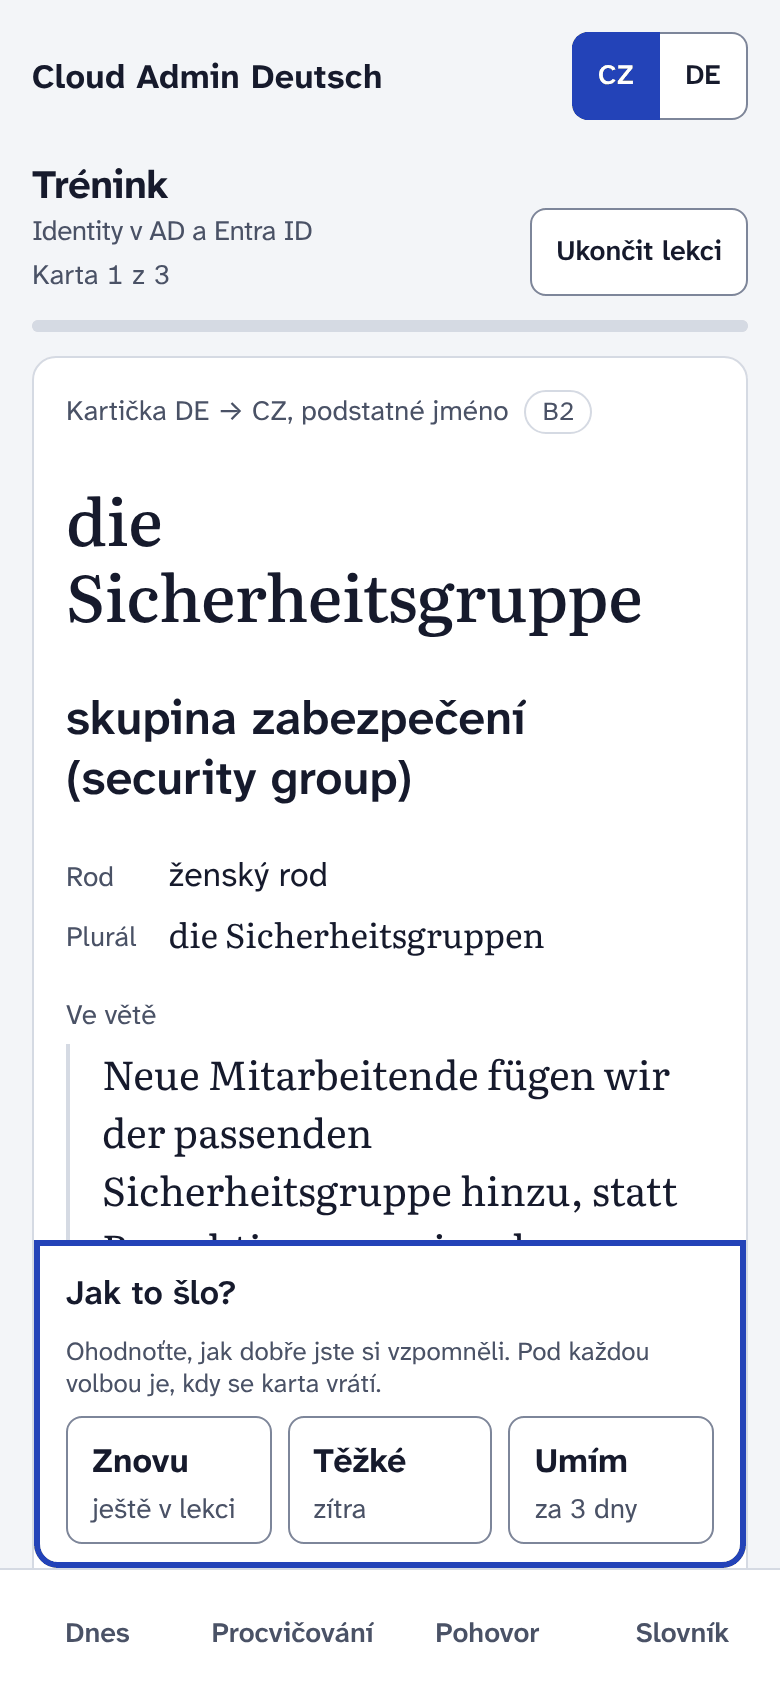 Cloud Admin Deutsch
CZ
DE
Trénink
Identity v AD a Entra ID
Karta 1 z 3
Ukončit lekci
Kartička DE → CZ, podstatné jméno
B2
die
Sicherheitsgruppe
skupina zabezpečení
(security group)
Rod ženský rod
Plurál die Sicherheitsgruppen
Ve větě
Neue Mitarbeitende fügen wir
der passenden
Sicherheitsgruppe hinzu, statt
Jak to šlo?
Ohodnoťte, jak dobře jste si vzpomněli. Pod každou
volbou je, kdy se karta vrátí.
Znovu
ještě v lekci
Těžké
zítra
Umím
za 3 dny
Dnes
Procvičování
Pohovor
Slovník